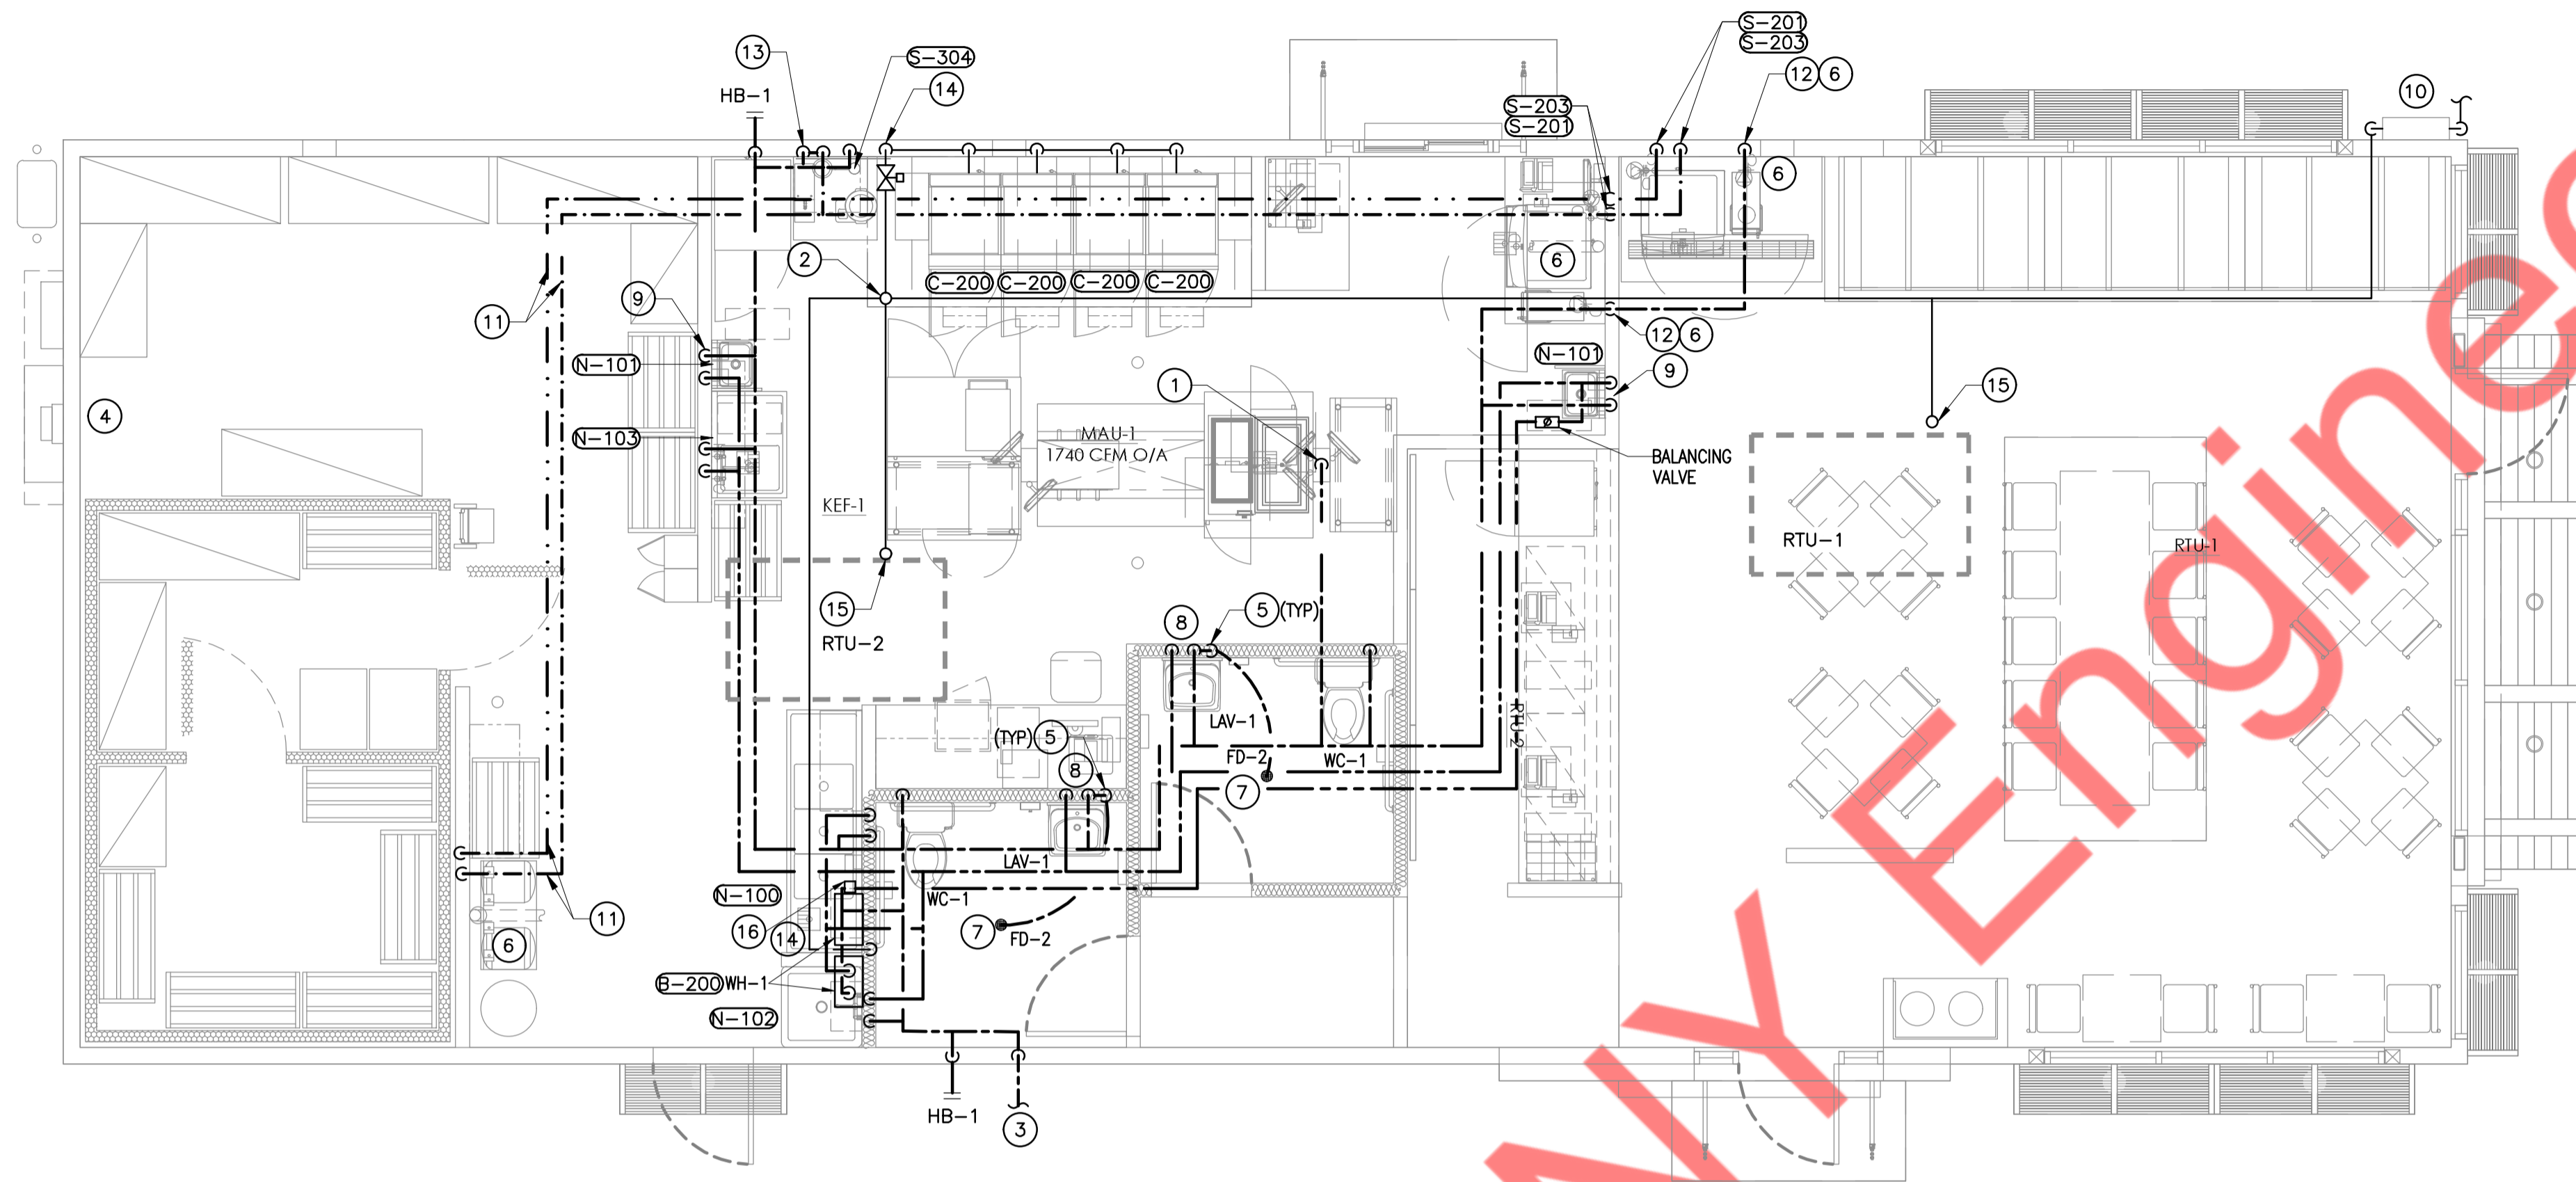 S-201
S-203
13
S-304
14
12
6
HB-1
10
S-203
S-201
6
2
6
C-200
C-200
C-200
C-200
9
11
12
6
N-101
N-101
9
1
15
4
MAU-1
1740 CFM O/A
N-103
BALANCING
VALVE
KEF-1
RTU-1
RTU-1
15
8
5
(TYP)
RTU-2
LAV-1
RTU-2
(TYP)
5
FD-2
WC-1
8
7
LAV-1
N-100
WC-1
11
16
14
7
FD-2
6
B-200
WH-1
N-102
HB-1
3
NY Engineer